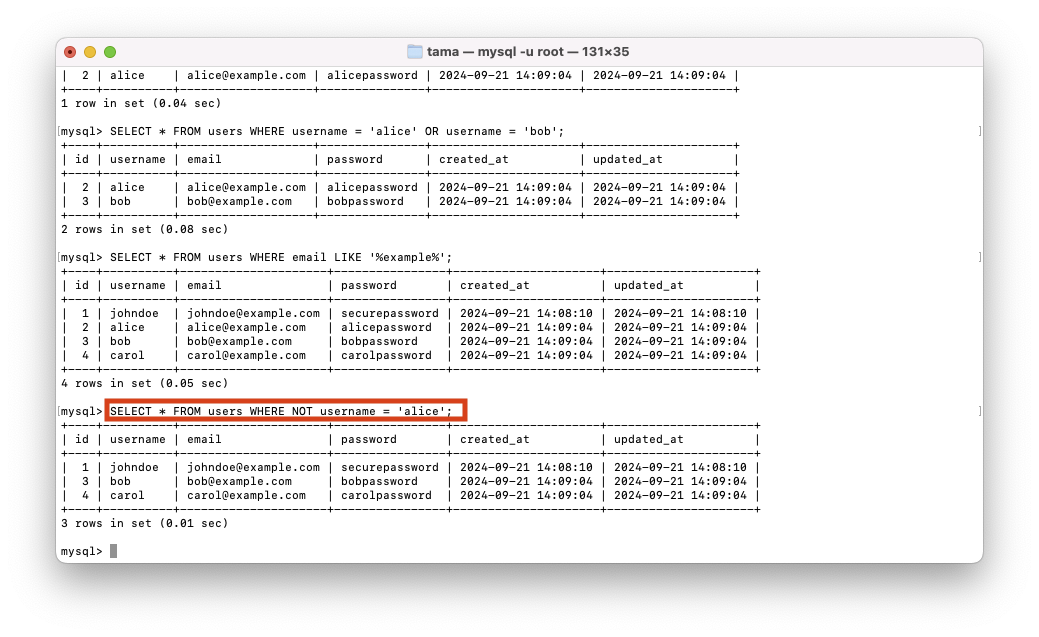 tama — mysql -u root — 131×35
|  2 | alice    | alice@example.com | alicepassword | 2024-09-21 14:09:04 | 2024-09-21 14:09:04 |
+----+----------+-------------------+---------------+---------------------+---------------------+
1 row in set (0.04 sec)
[mysql> SELECT * FROM users WHERE username = 'alice' OR username = 'bob'; ]
+----+----------+-------------------+---------------+---------------------+---------------------+
| id | username | email             | password      | created_at          | updated_at          |
+----+----------+-------------------+---------------+---------------------+---------------------+
|  2 | alice    | alice@example.com | alicepassword | 2024-09-21 14:09:04 | 2024-09-21 14:09:04 |
|  3 | bob      | bob@example.com   | bobpassword   | 2024-09-21 14:09:04 | 2024-09-21 14:09:04 |
+----+----------+-------------------+---------------+---------------------+---------------------+
2 rows in set (0.08 sec)
[mysql> SELECT * FROM users WHERE email LIKE '%example%'; ]
+----+----------+---------------------+----------------+---------------------+---------------------+
| id | username | email               | password       | created_at          | updated_at          |
+----+----------+---------------------+----------------+---------------------+---------------------+
|  1 | johndoe  | johndoe@example.com | securepassword | 2024-09-21 14:08:10 | 2024-09-21 14:08:10 |
|  2 | alice    | alice@example.com   | alicepassword  | 2024-09-21 14:09:04 | 2024-09-21 14:09:04 |
|  3 | bob      | bob@example.com     | bobpassword    | 2024-09-21 14:09:04 | 2024-09-21 14:09:04 |
|  4 | carol    | carol@example.com   | carolpassword  | 2024-09-21 14:09:04 | 2024-09-21 14:09:04 |
+----+----------+---------------------+----------------+---------------------+---------------------+
4 rows in set (0.05 sec)
[mysql> SELECT * FROM users WHERE NOT username = 'alice'; ]
+----+----------+---------------------+----------------+---------------------+---------------------+
| id | username | email               | password       | created_at          | updated_at          |
+----+----------+---------------------+----------------+---------------------+---------------------+
|  1 | johndoe  | johndoe@example.com | securepassword | 2024-09-21 14:08:10 | 2024-09-21 14:08:10 |
|  3 | bob      | bob@example.com     | bobpassword    | 2024-09-21 14:09:04 | 2024-09-21 14:09:04 |
|  4 | carol    | carol@example.com   | carolpassword  | 2024-09-21 14:09:04 | 2024-09-21 14:09:04 |
+----+----------+---------------------+----------------+---------------------+---------------------+
3 rows in set (0.01 sec)
mysql>